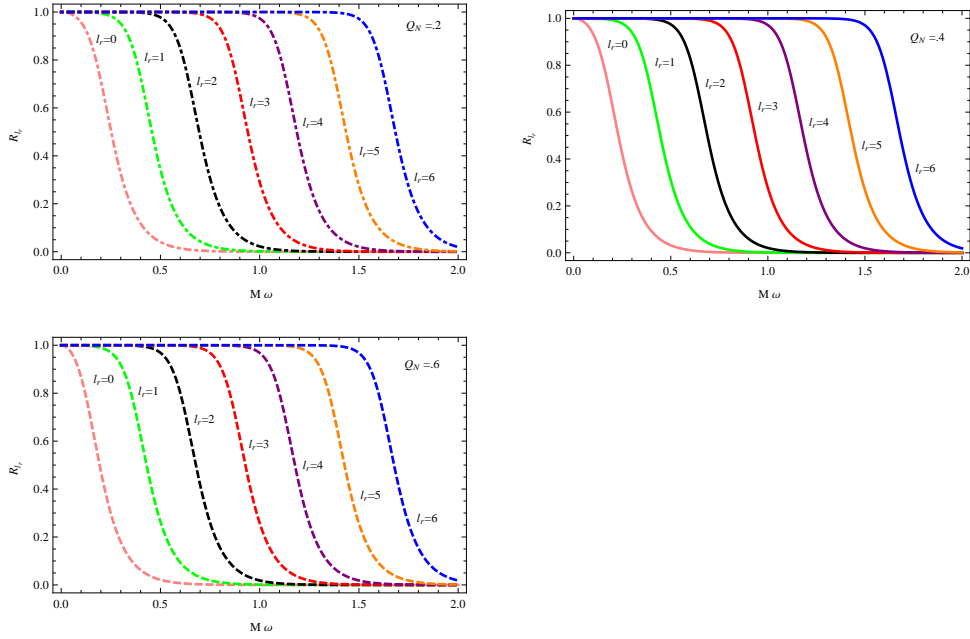 Q_N =.2
l_r=0
l_r=1
l_r=2
l_r=3
l_r=4
l_r=5
l_r=6
R_{l_r}
1.0
0.8
0.6
0.4
0.2
0.0
0.0 0.5 1.0 1.5 2.0
M ω
Q_N =.4
l_r=0
l_r=1
l_r=2
l_r=3
l_r=4
l_r=5
l_r=6
R_{l_r}
1.0
0.8
0.6
0.4
0.2
0.0
0.0 0.5 1.0 1.5 2.0
M ω
Q_N =.6
l_r=0
l_r=1
l_r=2
l_r=3
l_r=4
l_r=5
l_r=6
R_{l_r}
1.0
0.8
0.6
0.4
0.2
0.0
0.0 0.5 1.0 1.5 2.0
M ω